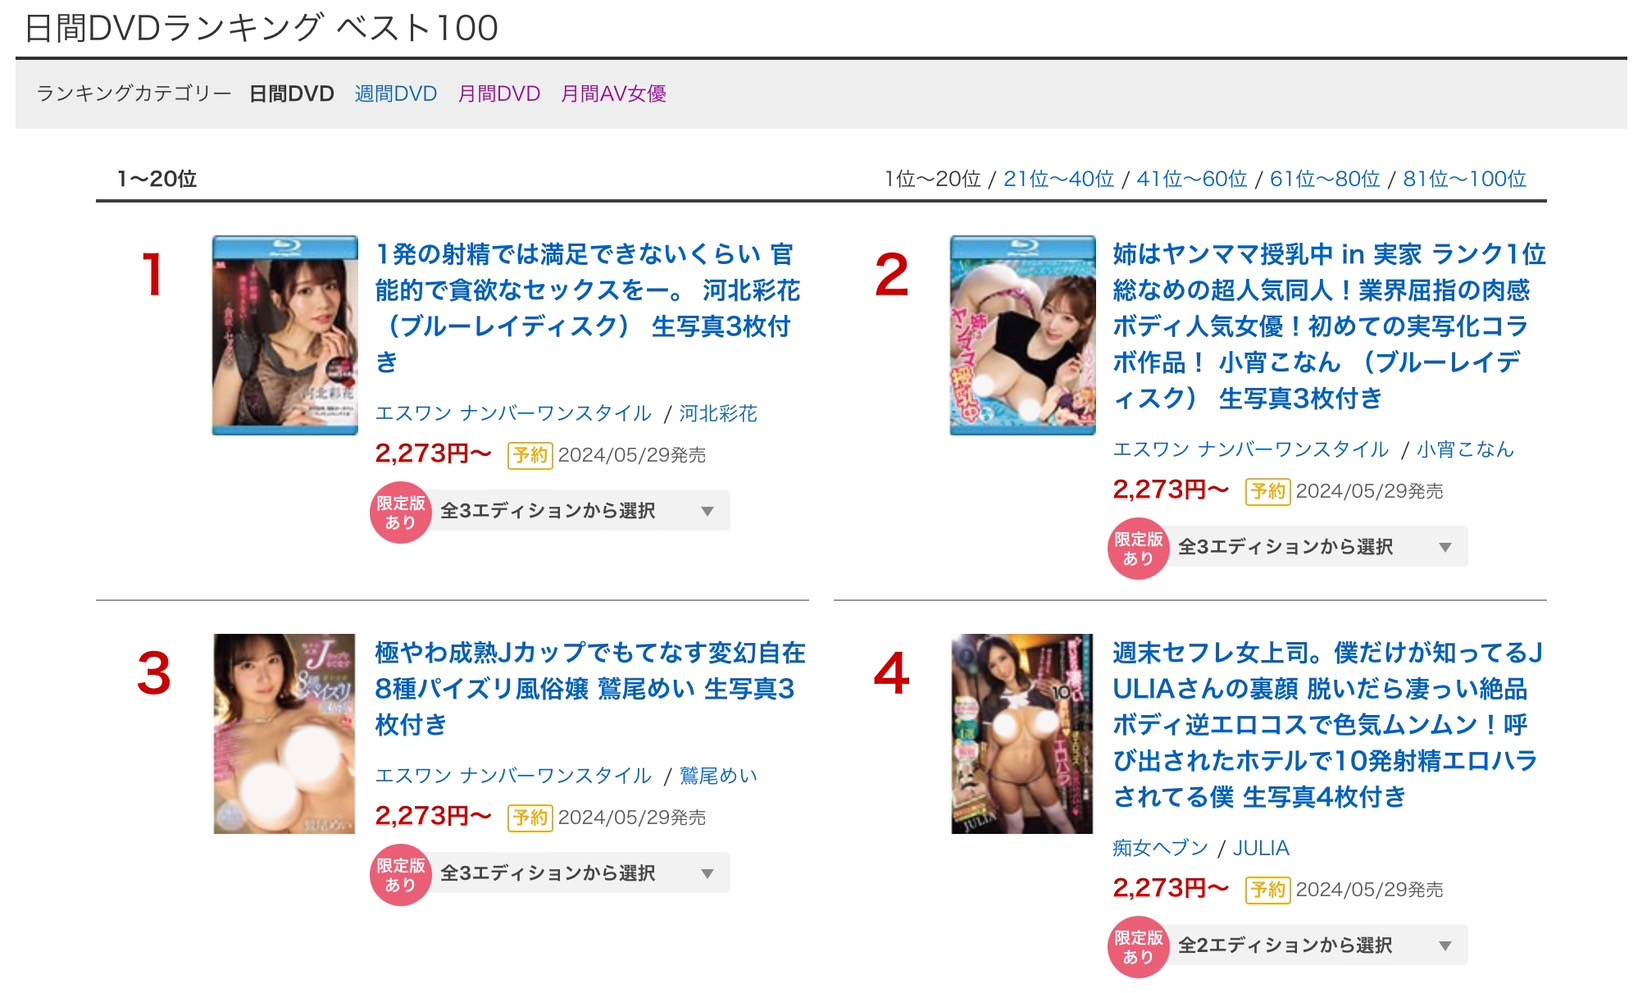 日間DVDランキング ベスト100
ランキングカテゴリー 日間DVD 週間DVD 月間DVD 月間AV女優
1～20位
1位～20位 / 21位～40位 / 41位～60位 / 61位～80位 / 81位～100位
1
1発の射精では満足できないくらい 官
能的で貪欲なセックスをー。 河北彩花
（ブルーレイディスク） 生写真3枚付
き
エスワン ナンバーワンスタイル / 河北彩花
2,273円～ 予約 2024/05/29発売
限定版
あり
全3エディションから選択 ▼
2
姉はヤンママ授乳中 in 実家 ランク1位
総なめの超人気同人！業界屈指の肉感
ボディ人気女優！初めての実写化コラ
ボ作品！ 小宵こなん （ブルーレイデ
ィスク） 生写真3枚付き
エスワン ナンバーワンスタイル / 小宵こなん
2,273円～ 予約 2024/05/29発売
限定版
あり
全3エディションから選択 ▼
3
極やわ成熟Jカップでもてなす変幻自在
8種パイズリ風俗嬢 鷲尾めい 生写真3
枚付き
エスワン ナンバーワンスタイル / 鷲尾めい
2,273円～ 予約 2024/05/29発売
限定版
あり
全3エディションから選択 ▼
4
週末セフレ女上司。僕だけが知ってるJ
ULIAさんの裏顔 脱いだら凄っい絶品
ボディ逆エロコスで色気ムンムン！呼
び出されたホテルで10発射精エロハラ
されてる僕 生写真4枚付き
痴女ヘブン / JULIA
2,273円～ 予約 2024/05/29発売
限定版
あり
全2エディションから選択 ▼
河北彩花
姉はヤンママ授乳中
8種パイズリ
鷲尾めい
JULIA